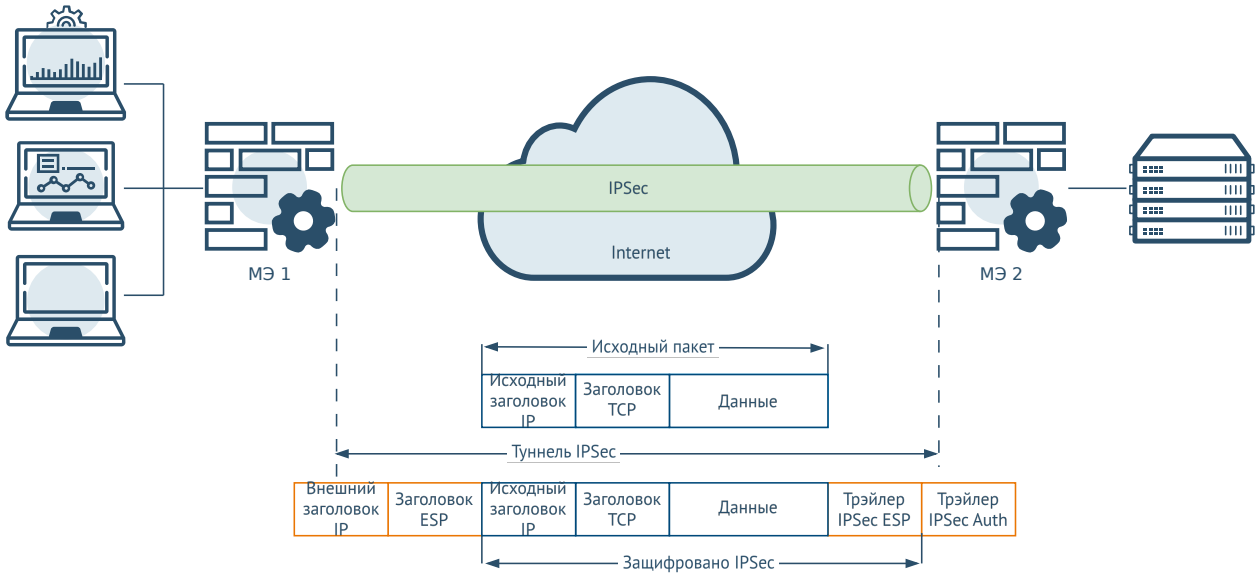 IPSec
Internet
МЭ 1
МЭ 2
Исходный пакет
Исходный
заголовок
IP
Заголовок
TCP
Данные
Туннель IPSec
Внешний
заголовок
IP
Заголовок
ESP
Исходный
заголовок
IP
Заголовок
TCP
Данные
Трэйлер
IPSec ESP
Трэйлер
IPSec Auth
Защифровано IPSec